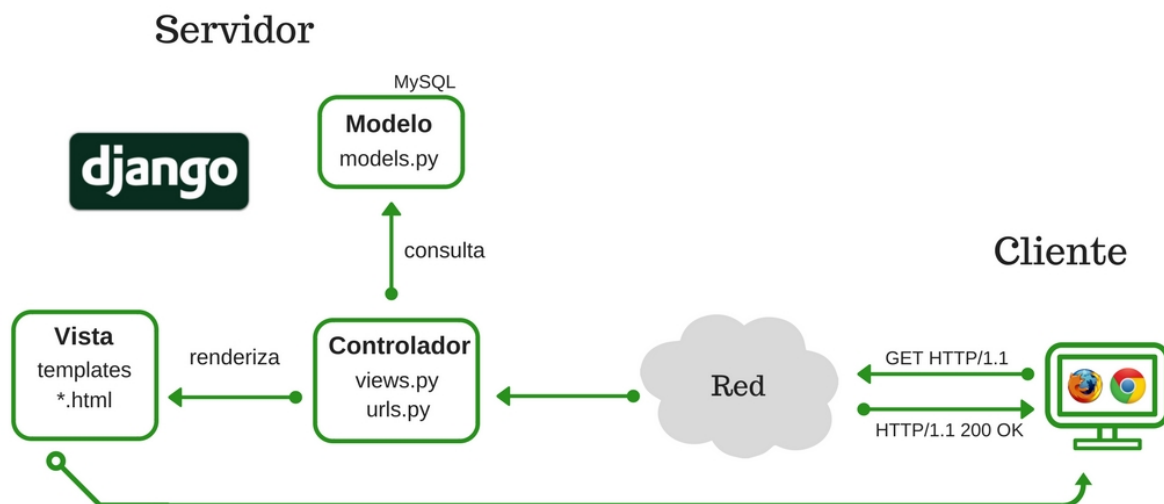 Servidor
MySQL
Modelo
models.py
django
consulta
Cliente
Vista
templates
*.html
renderiza
Controlador
views.py
urls.py
Red
GET HTTP/1.1
HTTP/1.1 200 OK